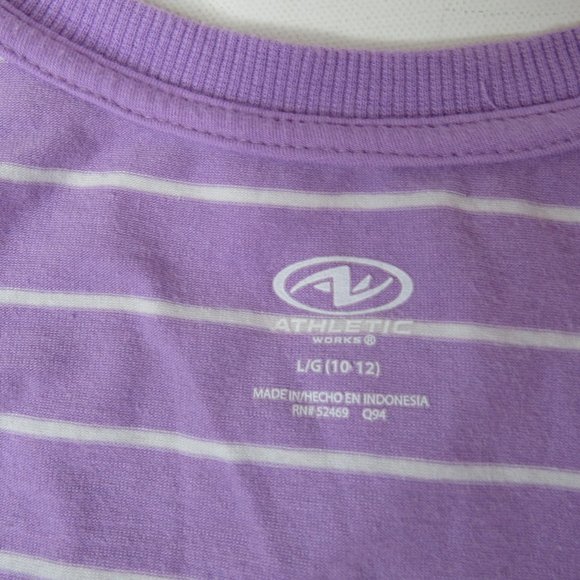 ATHLETIC
WORKS®
L/G (10-12)
MADE IN/HECHO EN INDONESIA
RN# 52469 Q94